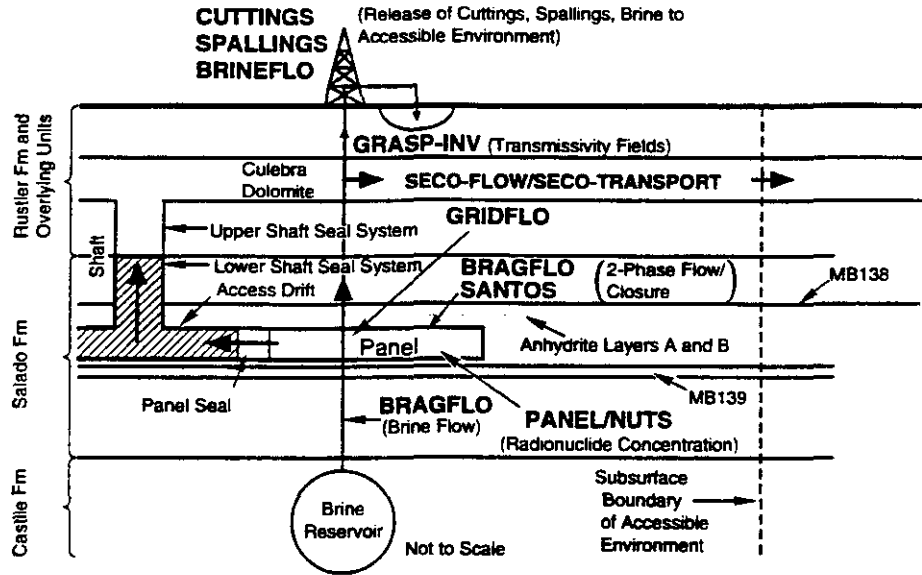 CUTTINGS
SPALLINGS
BRINEFLO
(Release of Cuttings, Spallings, Brine to
Accessible Environment)
Rustler Fm and
Overlying Units
GRASP-INV (Transmissivity Fields)
Culebra
Dolomite
SECO-FLOW/SECO-TRANSPORT
GRIDFLO
Shaft
Upper Shaft Seal System
Lower Shaft Seal System
Access Drift
BRAGFLO
SANTOS
(2-Phase Flow/
Closure)
MB138
Salado Fm
Panel
Anhydrite Layers A and B
Panel Seal
MB139
BRAGFLO
(Brine Flow)
PANEL/NUTS
(Radionuclide Concentration)
Castile Fm
Brine
Reservoir
Not to Scale
Subsurface
Boundary
of Accessible
Environment